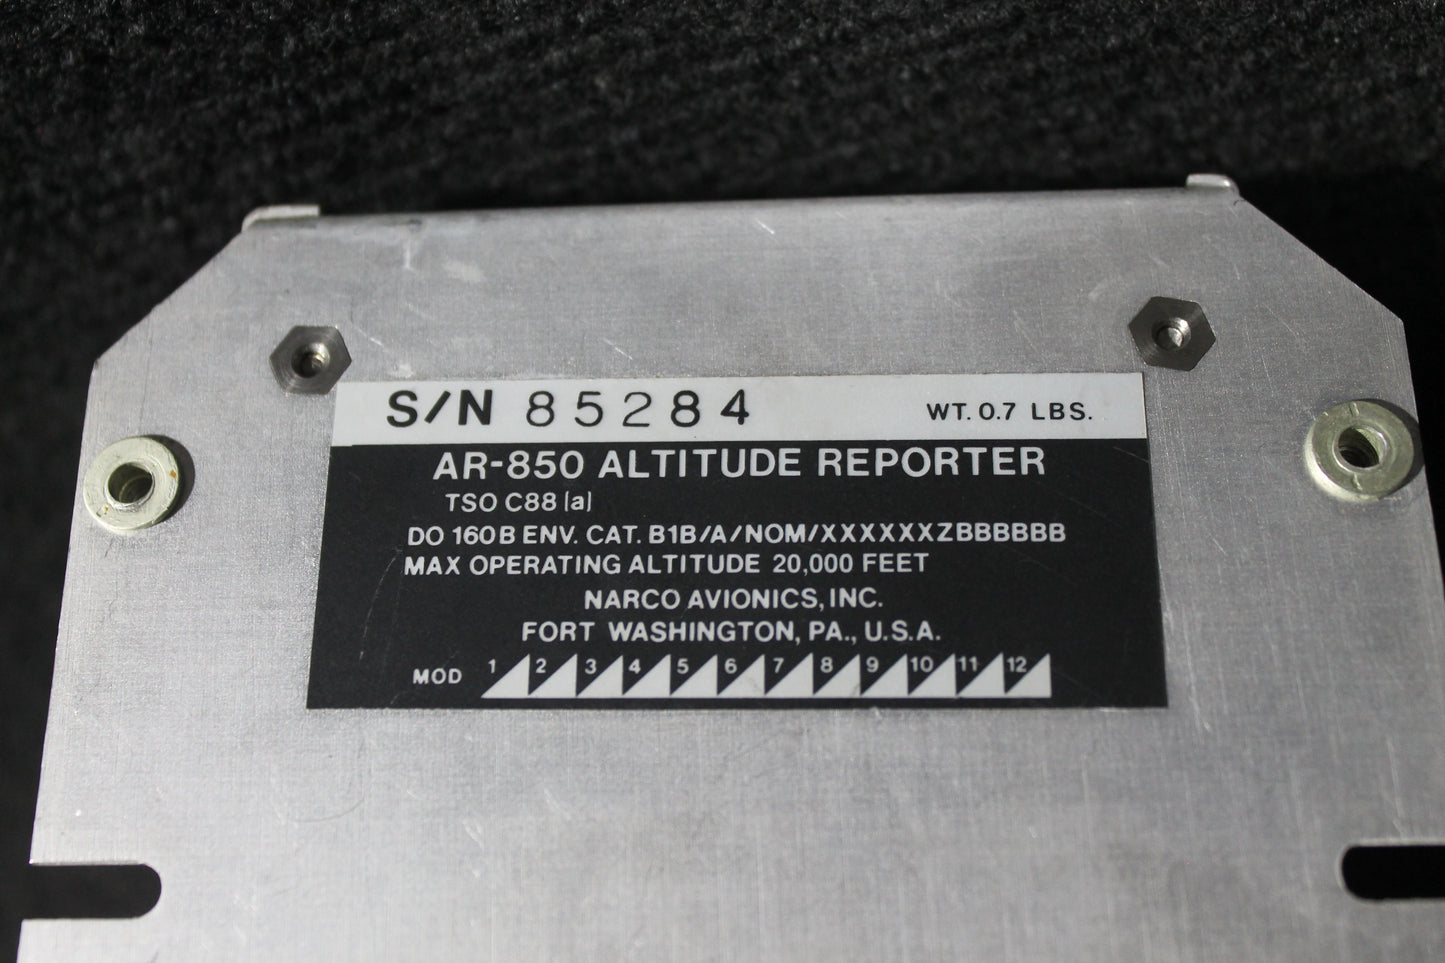 S/N 85284 WT. 0.7 LBS.
AR-850 ALTITUDE REPORTER
TSO C88 (a)
DO 160B ENV. CAT. B1B/A/NOM/XXXXXXZBBBBBB
MAX OPERATING ALTITUDE 20,000 FEET
NARCO AVIONICS, INC.
FORT WASHINGTON, PA., U.S.A.
MOD 1 2 3 4 5 6 7 8 9 10 11 12